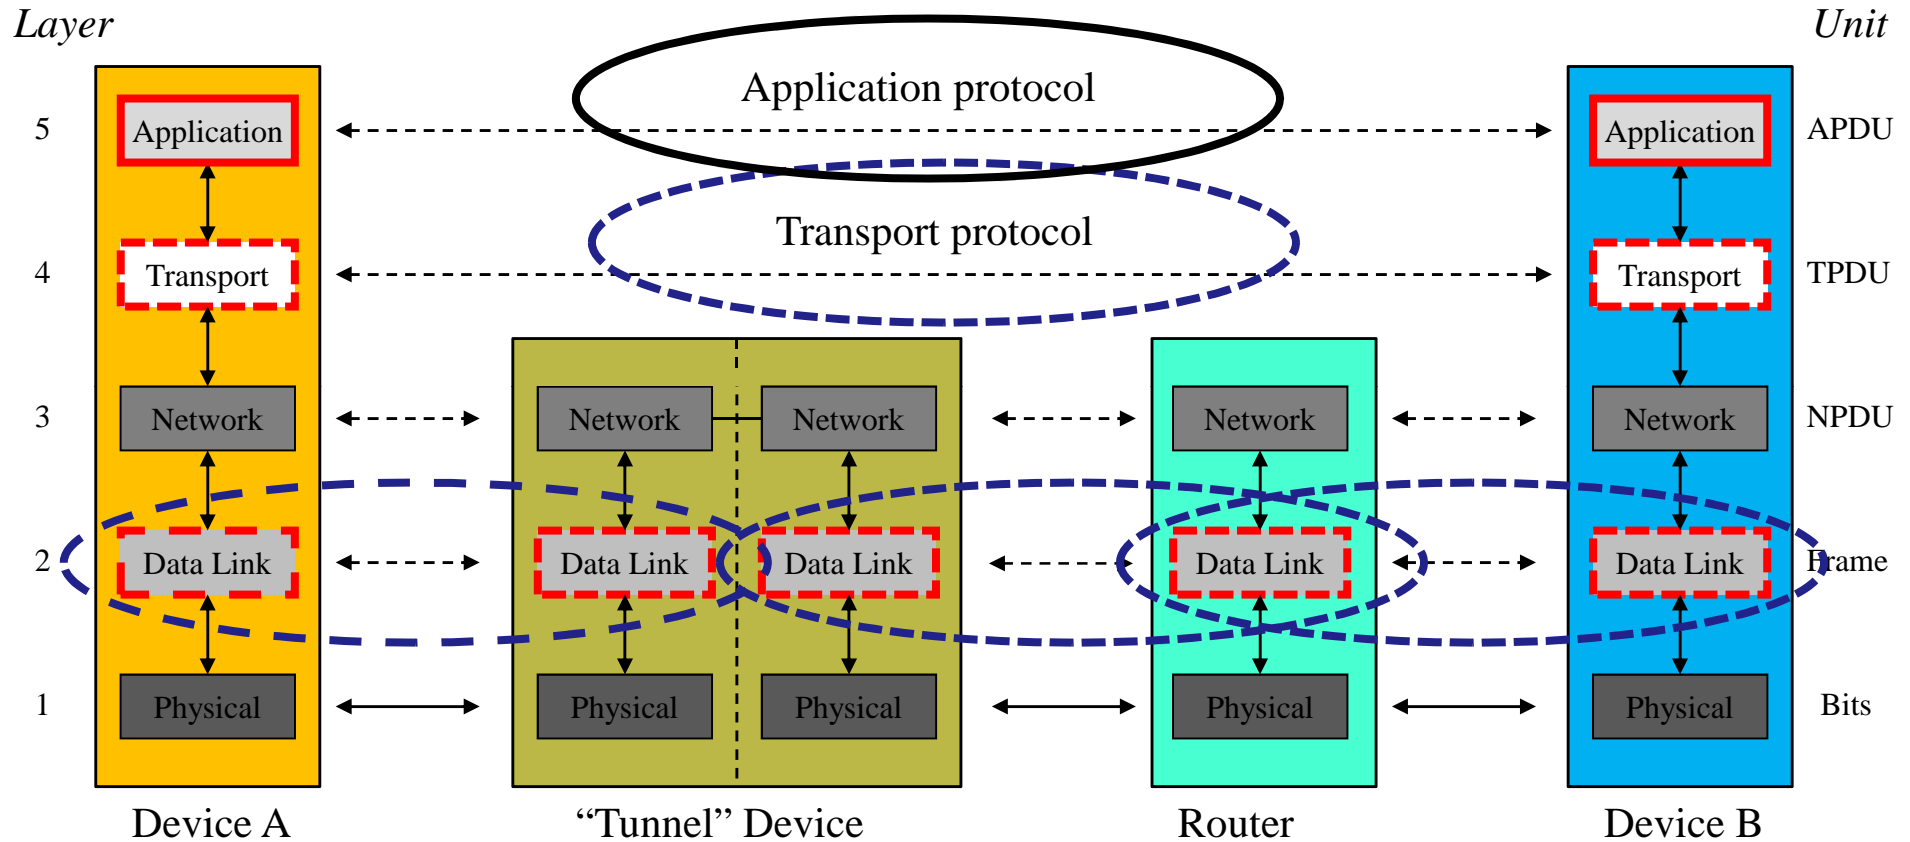 Layer
Unit
Application protocol
5
Application
Application
APDU
Transport protocol
4
Transport
Transport
TPDU
3
Network
Network
Network
Network
Network
NPDU
2
Data Link
Data Link
Data Link
Data Link
Data Link
Frame
1
Physical
Physical
Physical
Physical
Physical
Bits
Device A
“Tunnel” Device
Router
Device B